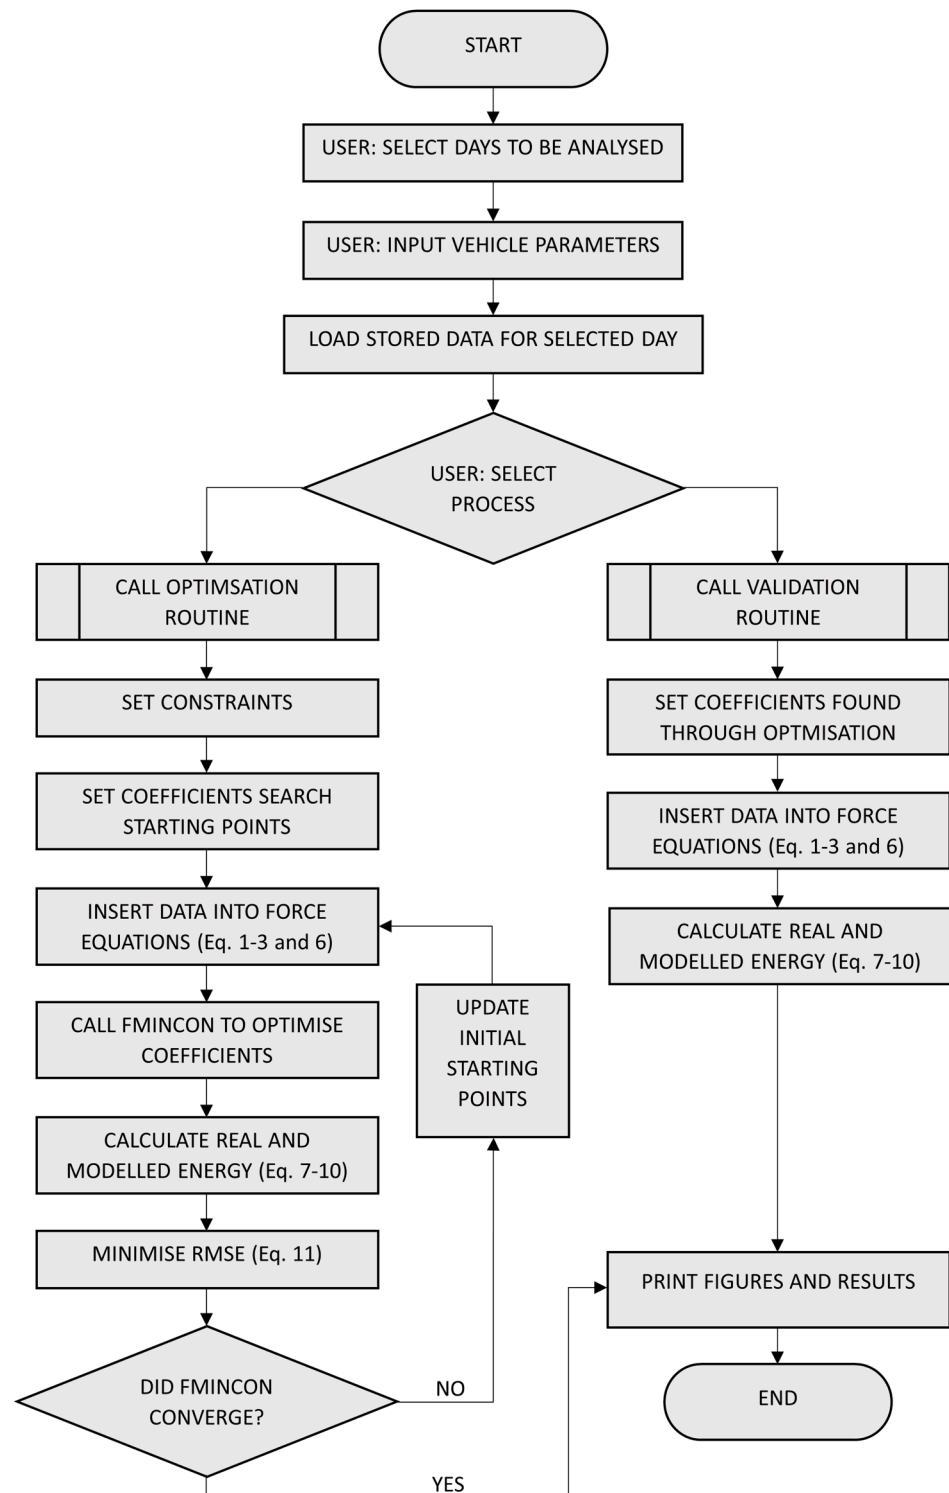 START
USER: SELECT DAYS TO BE ANALYSED
USER: INPUT VEHICLE PARAMETERS
LOAD STORED DATA FOR SELECTED DAY
USER: SELECT
PROCESS
CALL OPTIMSATION
ROUTINE
SET CONSTRAINTS
SET COEFFICIENTS SEARCH
STARTING POINTS
INSERT DATA INTO FORCE
EQUATIONS (Eq. 1-3 and 6)
CALL FMINCON TO OPTIMISE
COEFFICIENTS
CALCULATE REAL AND
MODELLED ENERGY (Eq. 7-10)
MINIMISE RMSE (Eq. 11)
DID FMINCON
CONVERGE?
NO
YES
UPDATE
INITIAL
STARTING
POINTS
CALL VALIDATION
ROUTINE
SET COEFFICIENTS FOUND
THROUGH OPTMISATION
INSERT DATA INTO FORCE
EQUATIONS (Eq. 1-3 and 6)
CALCULATE REAL AND
MODELLED ENERGY (Eq. 7-10)
PRINT FIGURES AND RESULTS
END